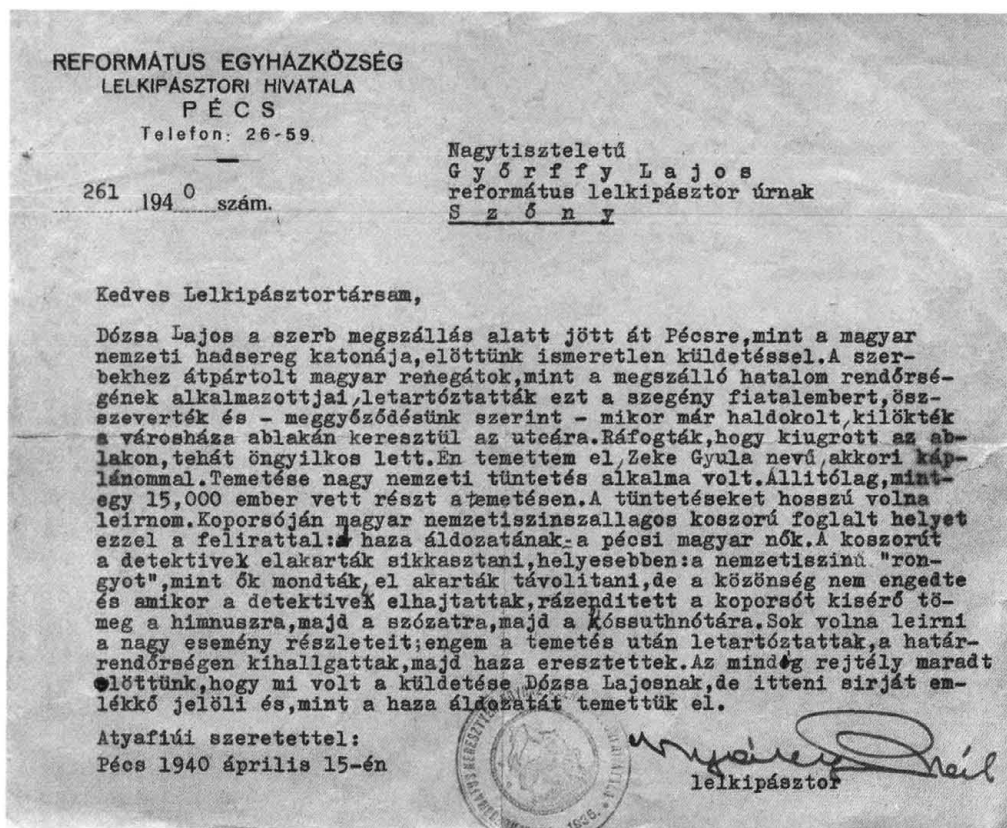 REFORMÁTUS EGYHÁZKÖZSÉG
LELKIPÁSZTORI HIVATALA
PÉCS
Telefon: 26-59.
261 1940 szám.
Nagytiszteletű
Győrffy Lajos
református lelkipásztor úrnak
Szőny
Kedves Lelkipásztortársam,
Dózsa Lajos a szerb megszállás alatt jött át Pécsre,mint a magyar
nemzeti hadsereg katonája,előttünk ismeretlen küldetéssel.A szer-
bekhez átpártolt magyar renegátok,mint a megszálló hatalom rendőrsé-
gének alkalmazottjai,letartóztatták ezt a szegény fiatalembert,ösz-
szeverték és - meggyőződésünk szerint - mikor már haldokolt,kilökték
a városháza ablakán keresztül az utcára.Ráfogták,hogy kiugrott az ab-
lakon,tehát öngyilkos lett.Én temettem el,Zeke Gyula nevű,akkori káp-
lánommal.Temetése nagy nemzeti tüntetés alkalma volt.Állitólag,mint-
egy 15,000 ember vett részt atemetésen.A tüntetéseket hosszú volna
leirnom.Koporsóján magyar nemzetiszinszallagos koszorú foglalt helyet
ezzel a felirattal:A haza áldozatának-a pécsi magyar nők.A koszorút
a detektivek elakarták sikkasztani,helyesebben:a nemzetiszinű "ron-
gyot",mint ők mondták,el akarták távolitani,de a közönség nem engedte
és amikor a detektivek elhajtattak,rázenditett a koporsót kisérő tö-
meg a himnuszra,majd a szózatra,majd a Kóssuthnótára.Sok volna leirni
a nagy esemény részleteit;engem a temetés után letartóztattak,a határ-
rendőrségen kihallgattak,majd haza eresztettek.Az mindég rejtély maradt
előttünk,hogy mi volt a küldetése Dózsa Lajosnak,de itteni sirját em-
lékkő jelöli és,mint a haza áldozatát temettük el.
Atyafiúi szeretettel:
Pécs 1940 április 15-én
lelkipásztor
1935.